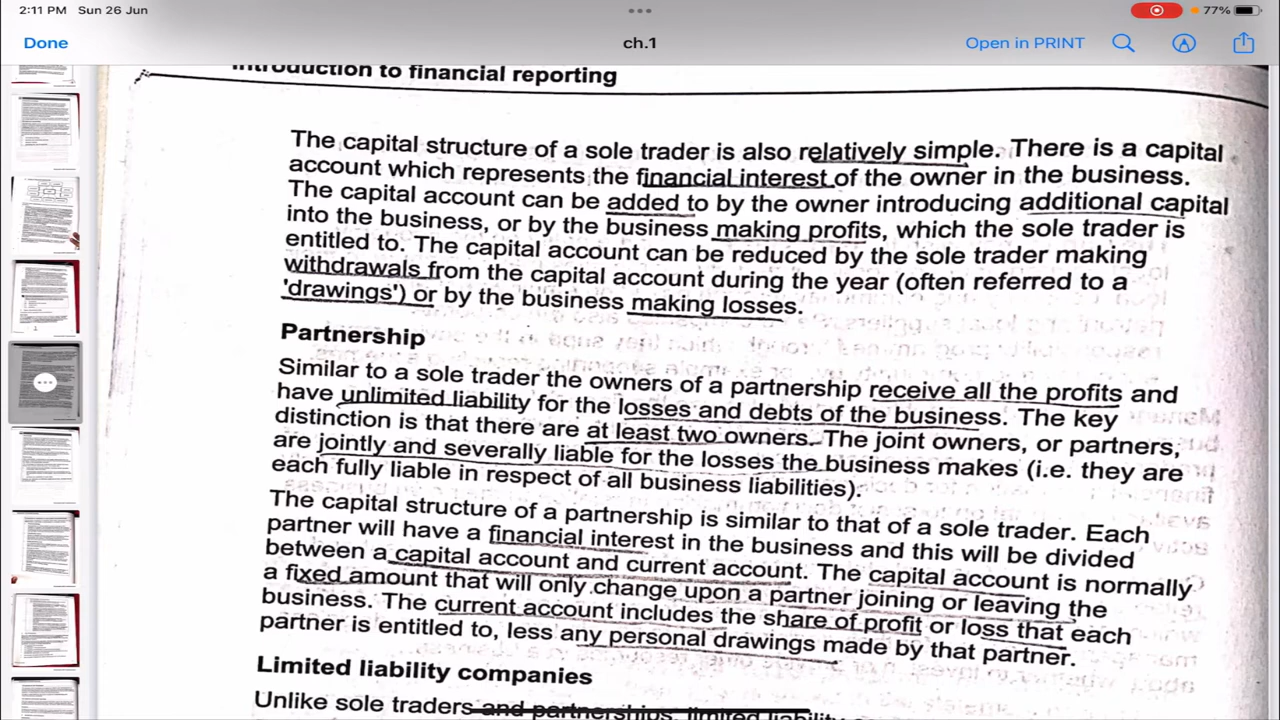 2:11 PM Sun 26 Jun
77%
Done
ch.1
Open in PRINT
Introduction to financial reporting
The capital structure of a sole trader is also relatively simple. There is a capital
account which represents the financial interest of the owner in the business.
The capital account can be added to by the owner introducing additional capital
into the business, or by the business making profits, which the sole trader is
entitled to. The capital account can be reduced by the sole trader making
withdrawals from the capital account during the year (often referred to a
'drawings') or by the business making losses.
Partnership
Similar to a sole trader the owners of a partnership receive all the profits and
have unlimited liability for the losses and debts of the business. The key
distinction is that there are at least two owners. The joint owners, or partners,
are jointly and severally liable for the losses the business makes (i.e. they are
each fully liable in respect of all business liabilities).
The capital structure of a partnership is similar to that of a sole trader. Each
partner will have a financial interest in the business and this will be divided
between a capital account and current account. The capital account is normally
a fixed amount that will only change upon a partner joining or leaving the
business. The current account includes the share of profit or loss that each
partner is entitled to, less any personal drawings made by that partner.
Limited liability companies
Unlike sole traders and partnerships, limited liability